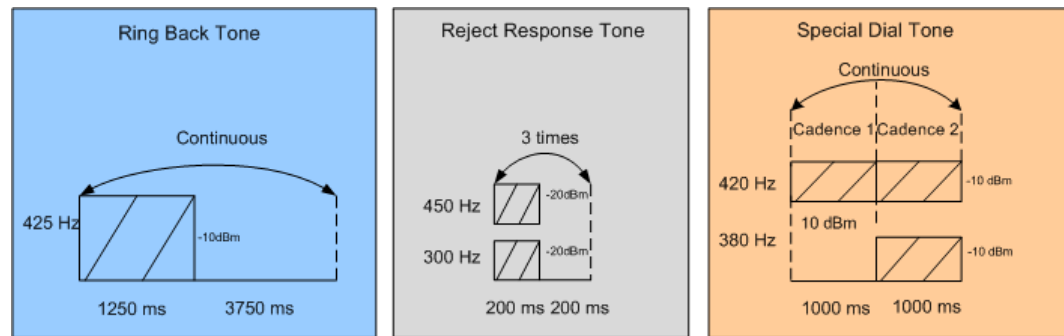 Ring Back Tone
Continuous
425 Hz
-10dBm
1250 ms 3750 ms
Reject Response Tone
3 times
450 Hz
-20dBm
300 Hz
-20dBm
200 ms 200 ms
Special Dial Tone
Continuous
Cadence 1 Cadence 2
420 Hz
-10 dBm
10 dBm
380 Hz
-10 dBm
1000 ms 1000 ms